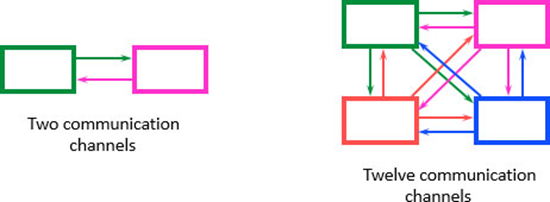 Two communication
channels
Twelve communication
channels